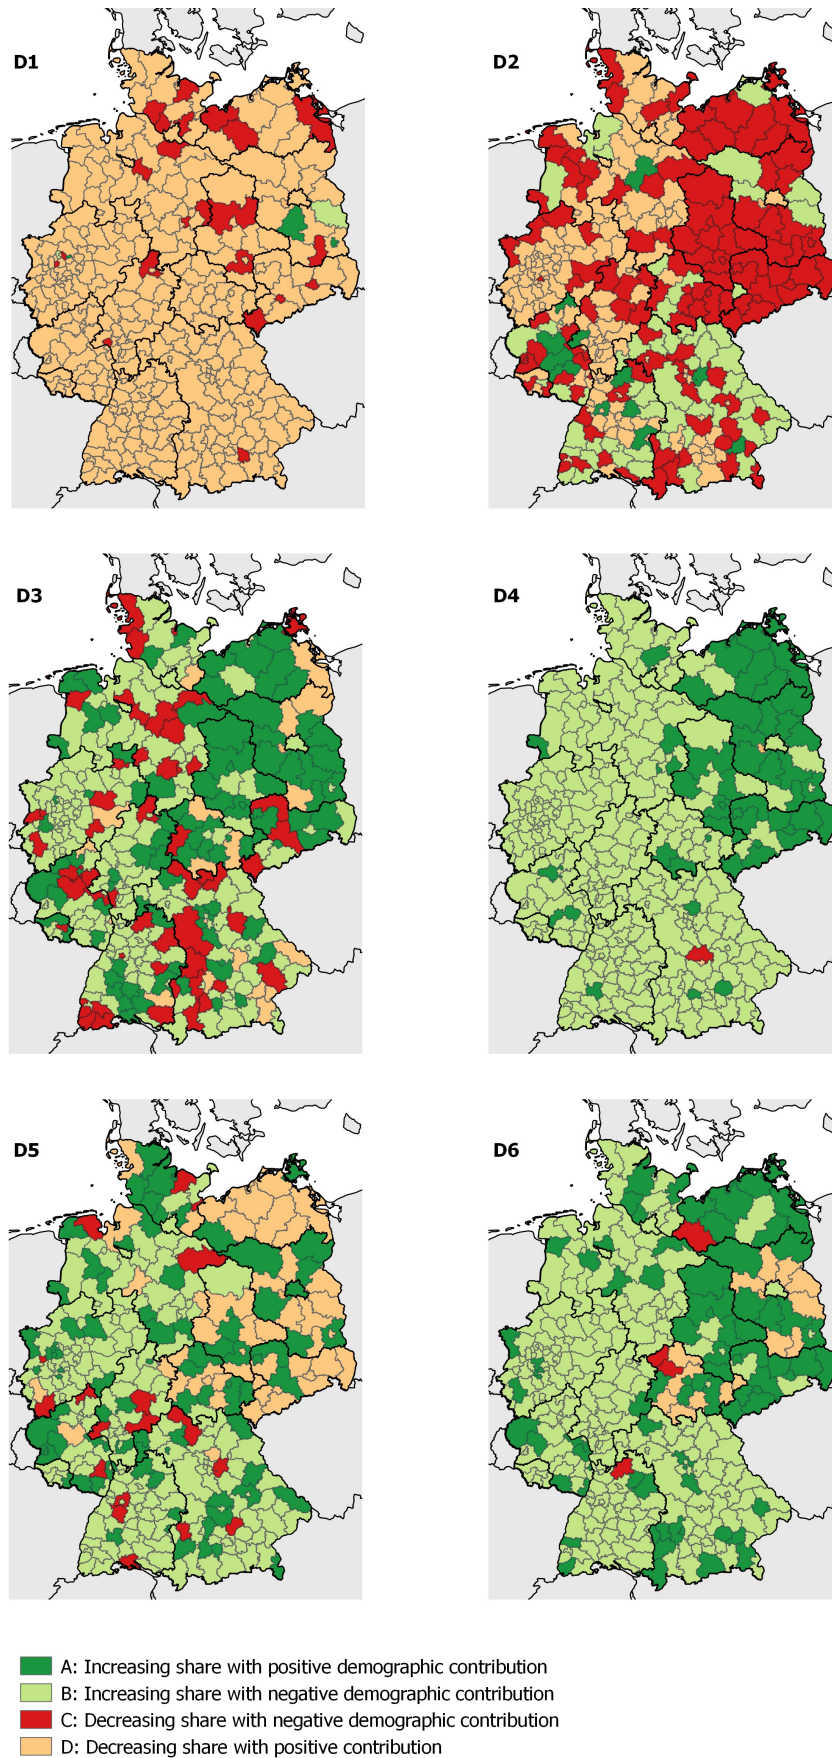 D1
D2
D3
D4
D5
D6
A: Increasing share with positive demographic contribution
B: Increasing share with negative demographic contribution
C: Decreasing share with negative demographic contribution
D: Decreasing share with positive contribution